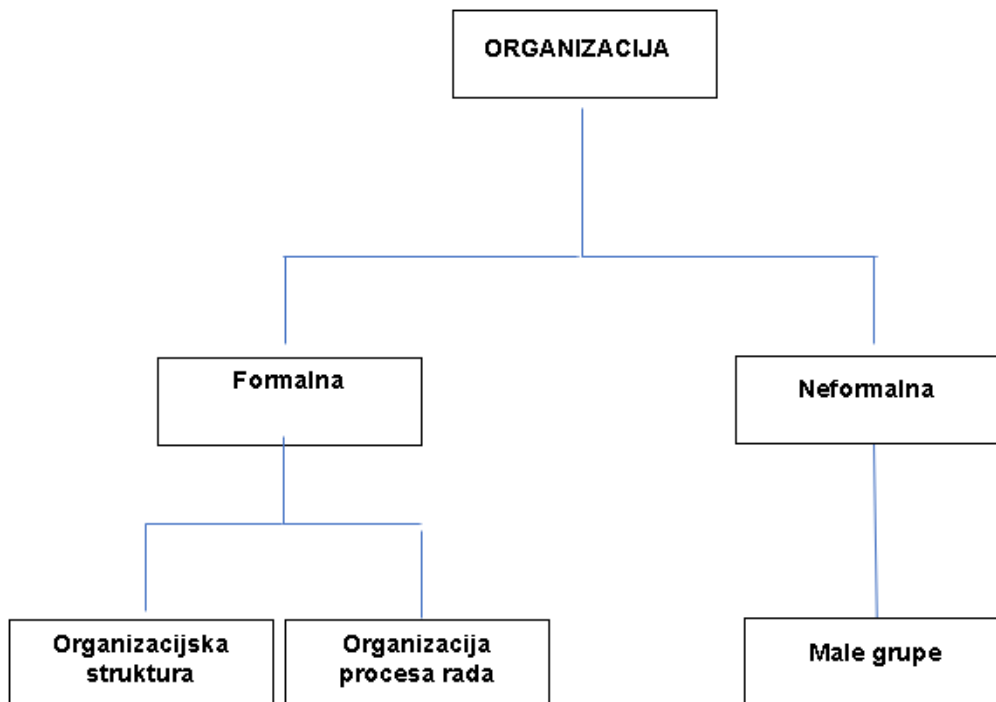 ORGANIZACIJA
Formalna
Neformalna
Organizacijska
struktura
Organizacija
procesa rada
Male grupe